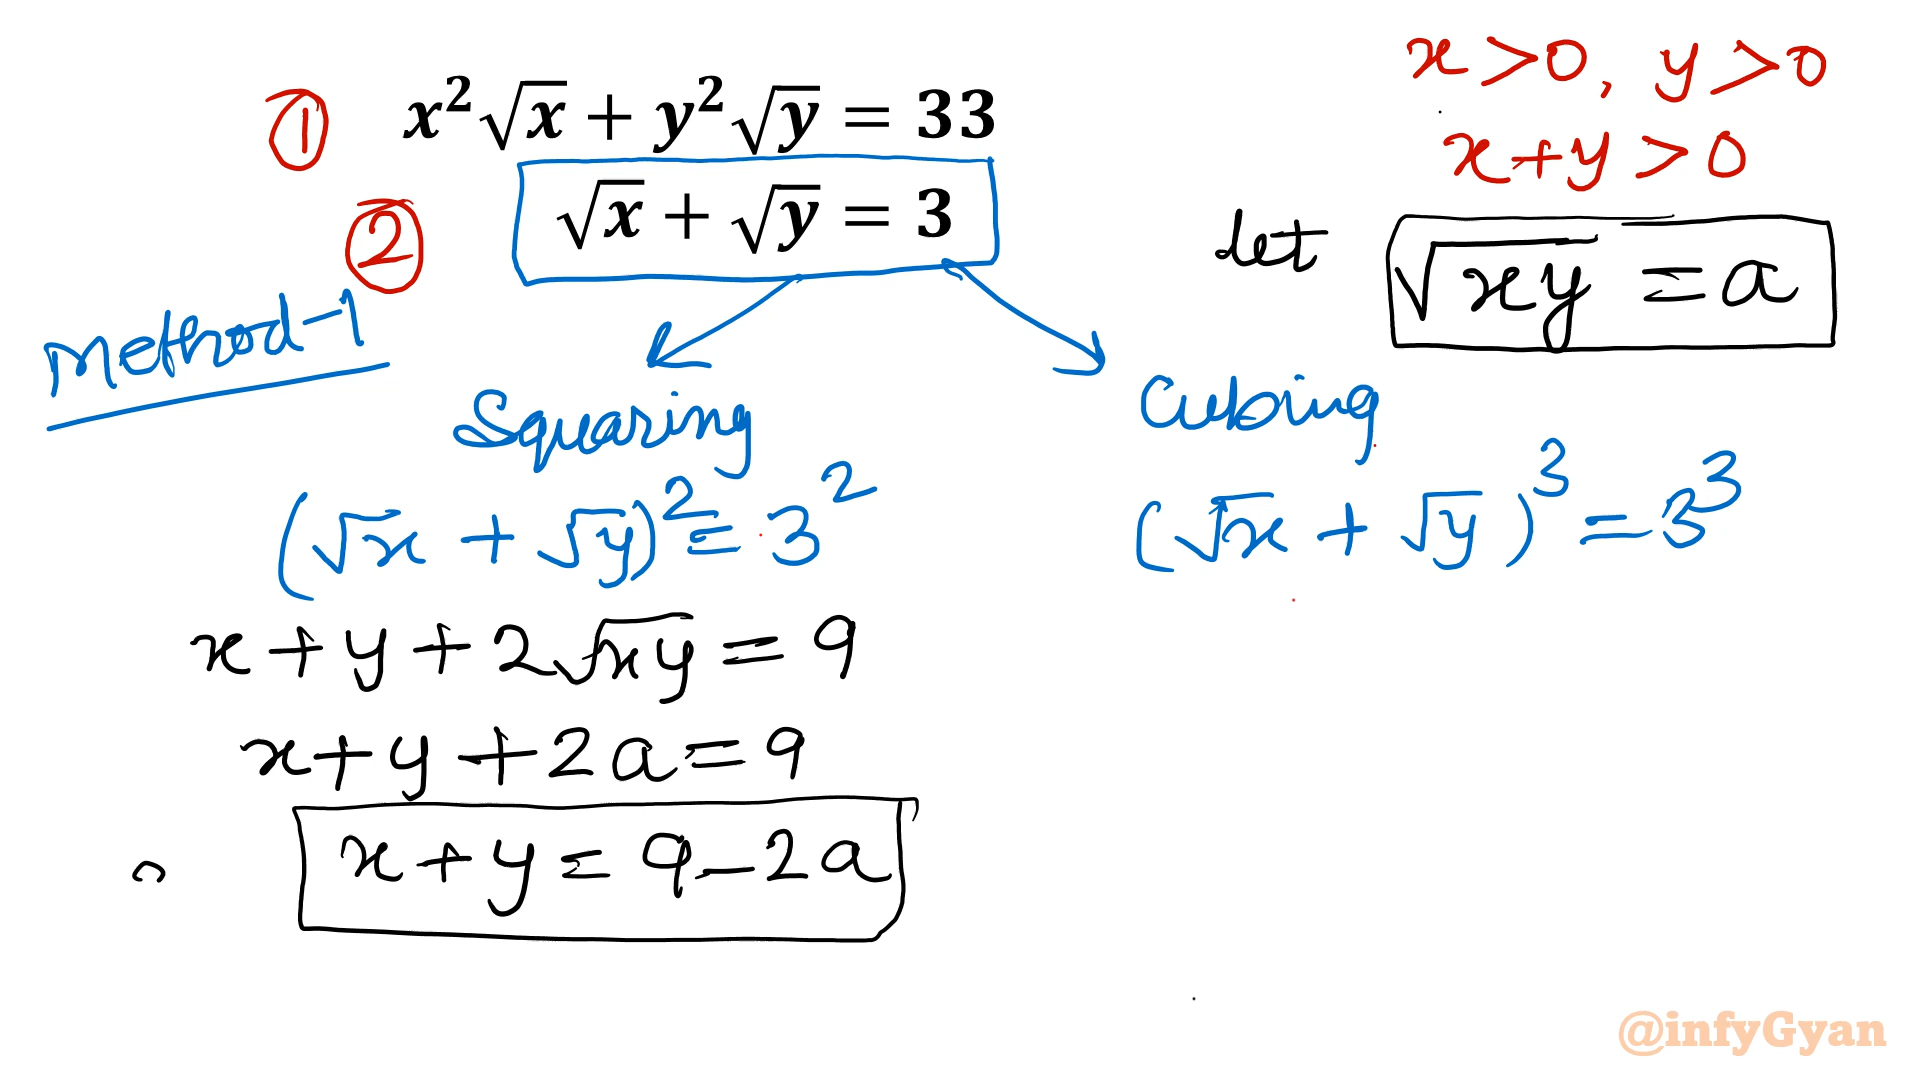 ① x²√x + y²√y = 33
② √x + √y = 3
x > 0, y > 0
x + y > 0
let √xy = a
Method-1
Squaring
(√x + √y)² = 3²
x + y + 2√xy = 9
x + y + 2a = 9
x + y = 9 - 2a
Cubing
(√x + √y)³ = 3³
@infyGyan